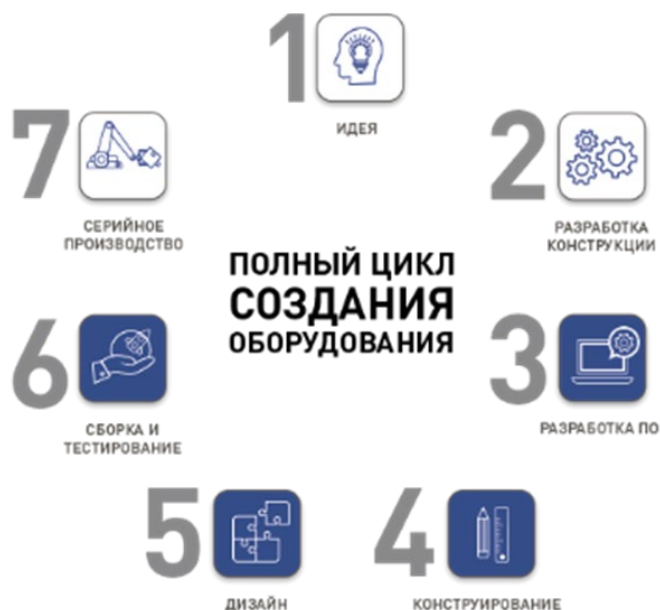 1
ИДЕЯ
2
РАЗРАБОТКА
КОНСТРУКЦИИ
3
РАЗРАБОТКА ПО
4
КОНСТРУИРОВАНИЕ
5
ДИЗАЙН
6
СБОРКА И
ТЕСТИРОВАНИЕ
7
СЕРИЙНОЕ
ПРОИЗВОДСТВО
ПОЛНЫЙ ЦИКЛ
СОЗДАНИЯ
ОБОРУДОВАНИЯ